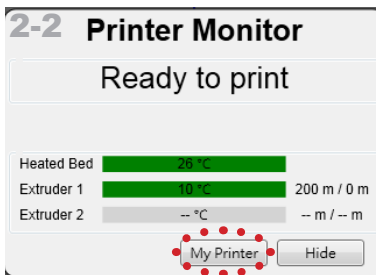 2-2 Printer Monitor
Ready to print
Heated Bed 26 °C
Extruder 1 10 °C 200 m / 0 m
Extruder 2 -- °C -- m / -- m
My Printer Hide